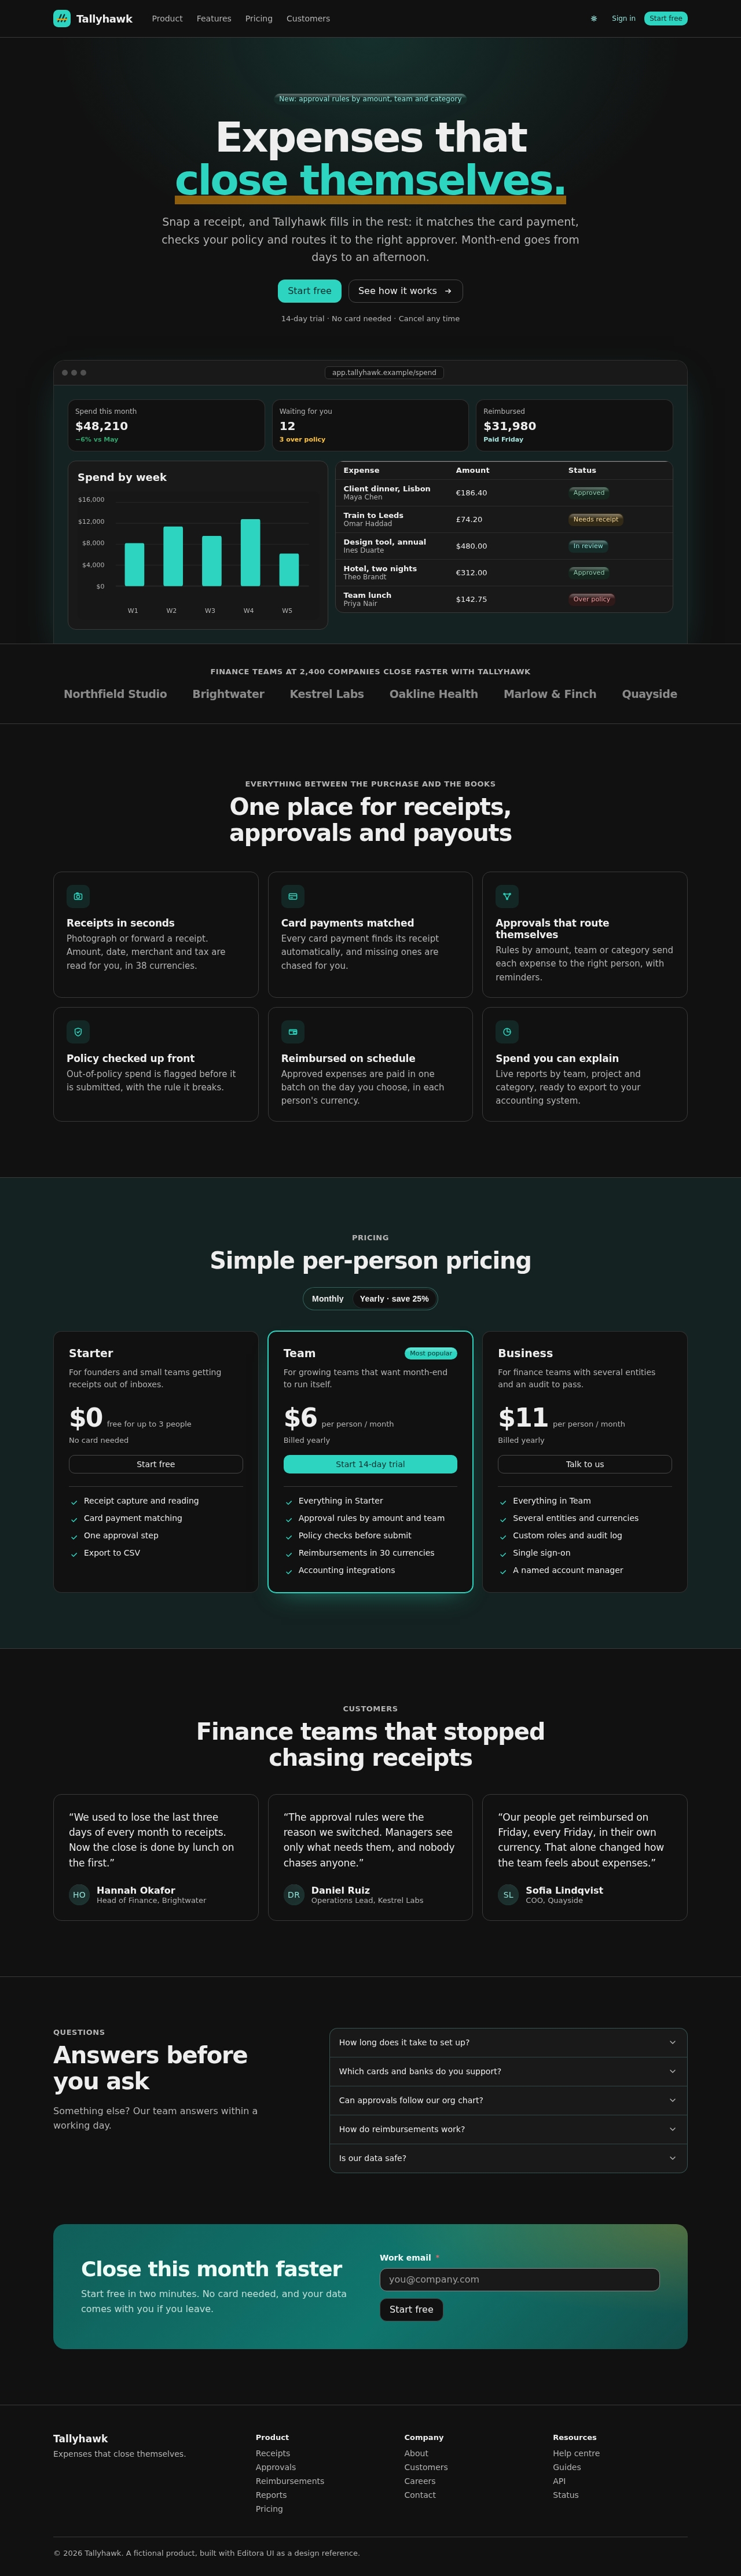 Tallyhawk
Product
Features
Pricing
Customers
Sign in
Start free
New: approval rules by amount, team and category
Expenses that
close themselves.
Snap a receipt, and Tallyhawk fills in the rest: it matches the card payment,
checks your policy and routes it to the right approver. Month-end goes from
days to an afternoon.
Start free
See how it works
14-day trial · No card needed · Cancel any time
app.tallyhawk.example/spend
Spend this month
$48,210
−6% vs May
Waiting for you
12
3 over policy
Reimbursed
$31,980
Paid Friday
Spend by week
$16,000
$12,000
$8,000
$4,000
$0
W1
W2
W3
W4
W5
Expense Amount Status
Client dinner, Lisbon
Maya Chen
€186.40
Approved
Train to Leeds
Omar Haddad
£74.20
Needs receipt
Design tool, annual
Ines Duarte
$480.00
In review
Hotel, two nights
Theo Brandt
€312.00
Approved
Team lunch
Priya Nair
$142.75
Over policy
FINANCE TEAMS AT 2,400 COMPANIES CLOSE FASTER WITH TALLYHAWK
Northfield Studio
Brightwater
Kestrel Labs
Oakline Health
Marlow & Finch
Quayside
EVERYTHING BETWEEN THE PURCHASE AND THE BOOKS
One place for receipts,
approvals and payouts
Receipts in seconds
Photograph or forward a receipt.
Amount, date, merchant and tax are
read for you, in 38 currencies.
Card payments matched
Every card payment finds its receipt
automatically, and missing ones are
chased for you.
Approvals that route
themselves
Rules by amount, team or category send
each expense to the right person, with
reminders.
Policy checked up front
Out-of-policy spend is flagged before it
is submitted, with the rule it breaks.
Reimbursed on schedule
Approved expenses are paid in one
batch on the day you choose, in each
person's currency.
Spend you can explain
Live reports by team, project and
category, ready to export to your
accounting system.
PRICING
Simple per-person pricing
Monthly
Yearly · save 25%
Starter
For founders and small teams getting
receipts out of inboxes.
$0 free for up to 3 people
No card needed
Start free
Receipt capture and reading
Card payment matching
One approval step
Export to CSV
Team
Most popular
For growing teams that want month-end
to run itself.
$6 per person / month
Billed yearly
Start 14-day trial
Everything in Starter
Approval rules by amount and team
Policy checks before submit
Reimbursements in 30 currencies
Accounting integrations
Business
For finance teams with several entities
and an audit to pass.
$11 per person / month
Billed yearly
Talk to us
Everything in Team
Several entities and currencies
Custom roles and audit log
Single sign-on
A named account manager
CUSTOMERS
Finance teams that stopped
chasing receipts
“We used to lose the last three
days of every month to receipts.
Now the close is done by lunch on
the first.”
HO
Hannah Okafor
Head of Finance, Brightwater
“The approval rules were the
reason we switched. Managers see
only what needs them, and nobody
chases anyone.”
DR
Daniel Ruiz
Operations Lead, Kestrel Labs
“Our people get reimbursed on
Friday, every Friday, in their own
currency. That alone changed how
the team feels about expenses.”
SL
Sofia Lindqvist
COO, Quayside
QUESTIONS
Answers before
you ask
Something else? Our team answers within a
working day.
How long does it take to set up?
Which cards and banks do you support?
Can approvals follow our org chart?
How do reimbursements work?
Is our data safe?
Close this month faster
Start free in two minutes. No card needed, and your data
comes with you if you leave.
Work email *
you@company.com
Start free
Tallyhawk
Expenses that close themselves.
Product
Receipts
Approvals
Reimbursements
Reports
Pricing
Company
About
Customers
Careers
Contact
Resources
Help centre
Guides
API
Status
© 2026 Tallyhawk. A fictional product, built with Editora UI as a design reference.